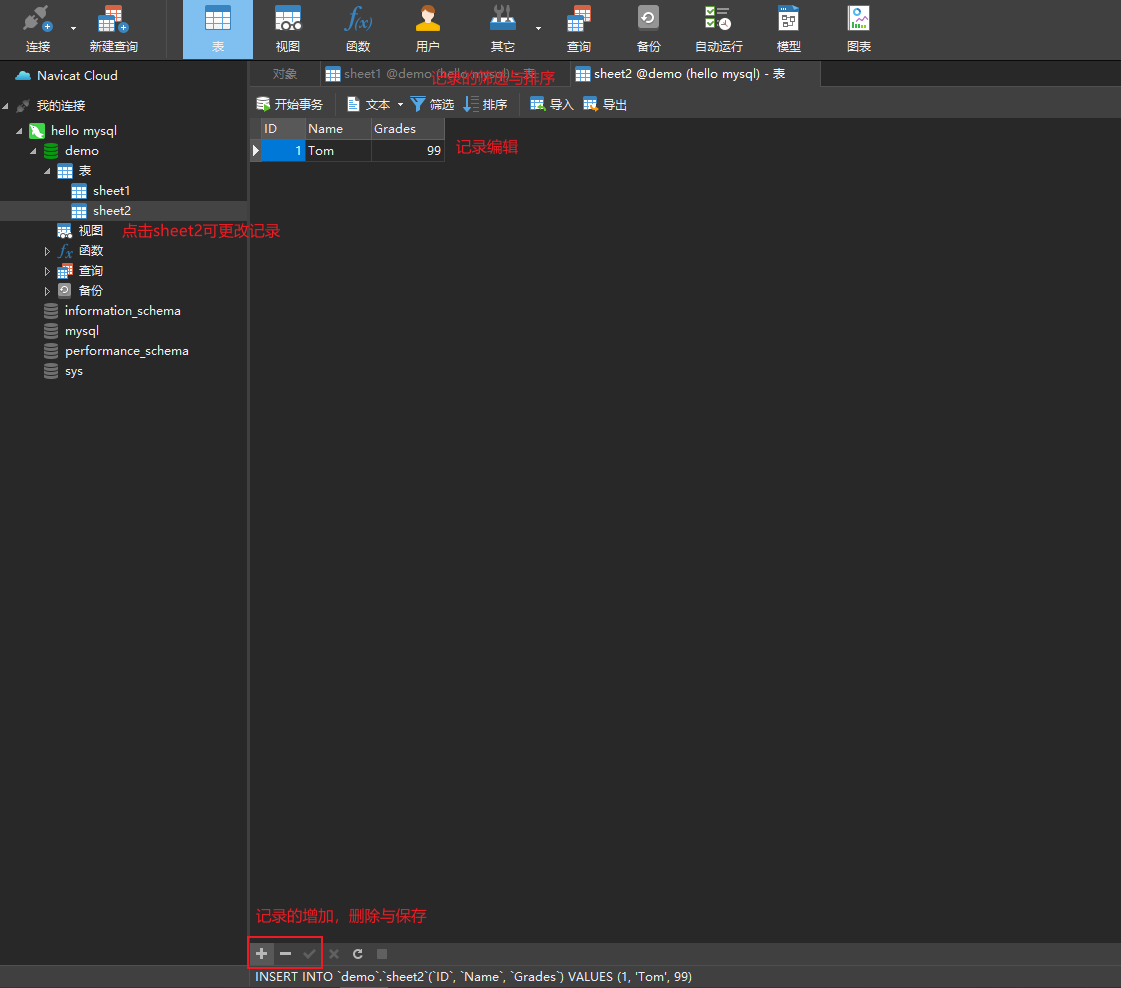 连接
新建查询
表
视图
函数
用户
其它
查询
备份
自动运行
模型
图表
Navicat Cloud
对象
sheet1 @demo (hello mysql) - 表
记录的筛选与排序
sheet2 @demo (hello mysql) - 表
我的连接
hello mysql
demo
表
sheet1
sheet2
视图
点击sheet2可更改记录
函数
查询
备份
information_schema
mysql
performance_schema
sys
开始事务
文本
筛选
排序
导入
导出
ID Name Grades
1 Tom 99
记录编辑
记录的增加，删除与保存
INSERT INTO `demo`.`sheet2`(`ID`, `Name`, `Grades`) VALUES (1, 'Tom', 99)